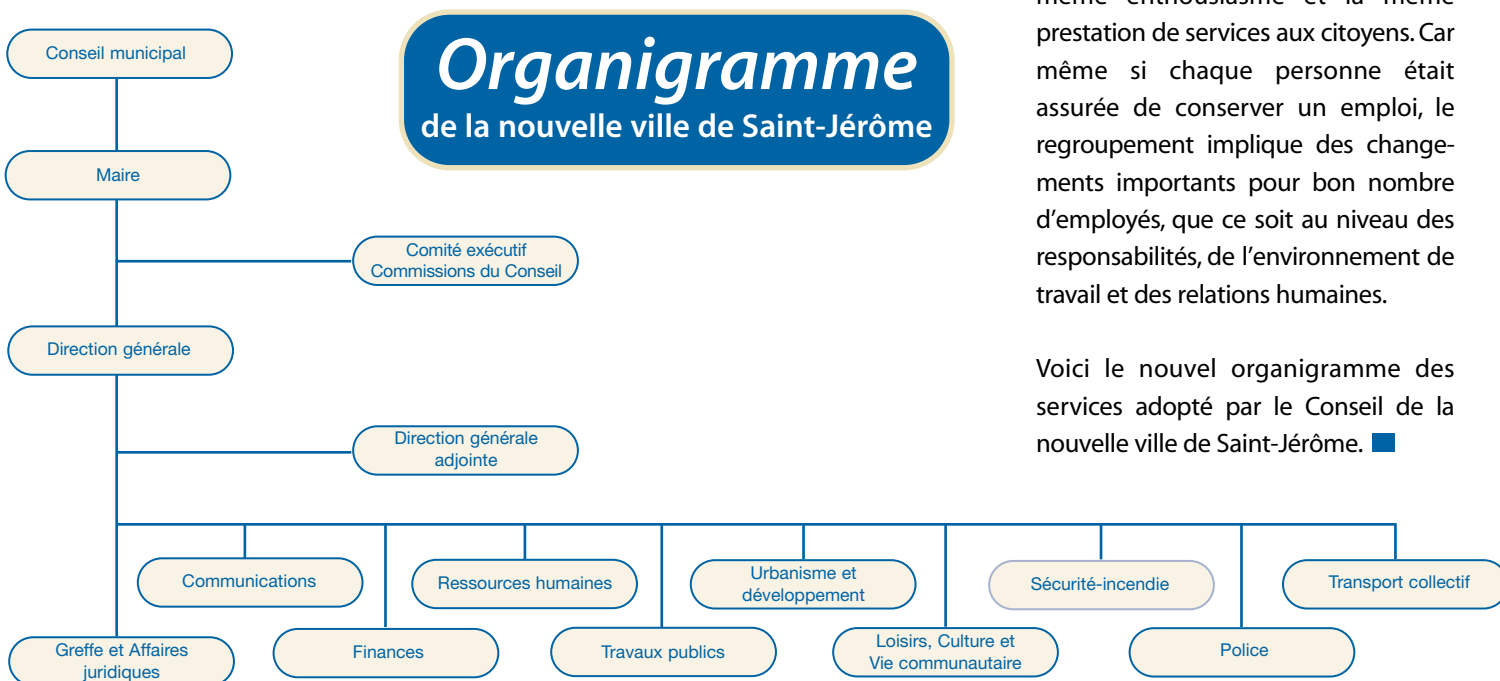 Organigramme
de la nouvelle ville de Saint-Jérôme
Conseil municipal
Maire
Comité exécutif
Commissions du Conseil
Direction générale
Direction générale
adjointe
Communications
Ressources humaines
Urbanisme et
développement
Sécurité-incendie
Transport collectif
Greffe et Affaires
juridiques
Finances
Travaux publics
Loisirs, Culture et
Vie communautaire
Police
même enthousiasme et la même
prestation de services aux citoyens. Car
même si chaque personne était
assurée de conserver un emploi, le
regroupement implique des change-
ments importants pour bon nombre
d'employés, que ce soit au niveau des
responsabilités, de l'environnement de
travail et des relations humaines.
Voici le nouvel organigramme des
services adopté par le Conseil de la
nouvelle ville de Saint-Jérôme.